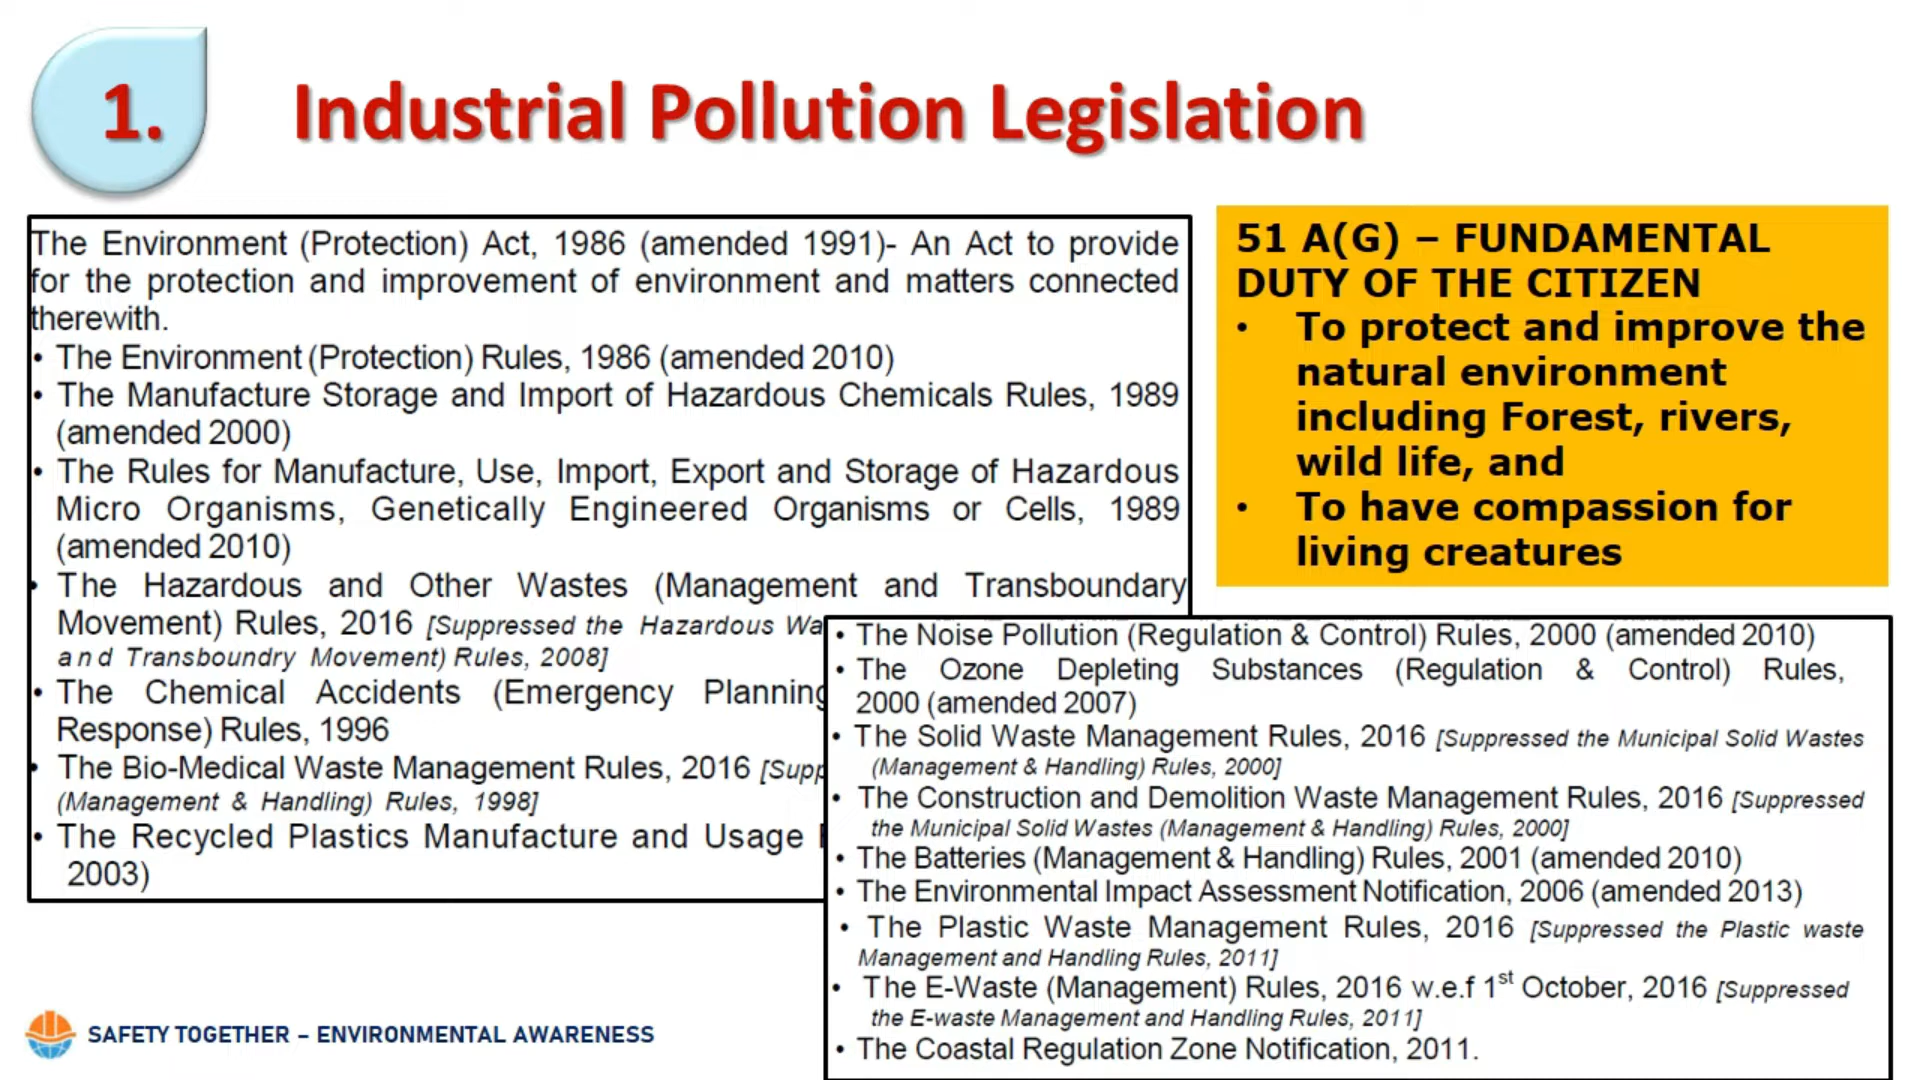 1.
Industrial Pollution Legislation
The Environment (Protection) Act, 1986 (amended 1991)- An Act to provide
for the protection and improvement of environment and matters connected
therewith.
• The Environment (Protection) Rules, 1986 (amended 2010)
• The Manufacture Storage and Import of Hazardous Chemicals Rules, 1989
(amended 2000)
• The Rules for Manufacture, Use, Import, Export and Storage of Hazardous
Micro Organisms, Genetically Engineered Organisms or Cells, 1989
(amended 2010)
• The Hazardous and Other Wastes (Management and Transboundary
Movement) Rules, 2016 [Suppressed the Hazardous
and Transboundry Movement) Rules, 2008]
• The Chemical Accidents (Emergency Planning
Response) Rules, 1996
• The Bio-Medical Waste Management Rules, 2016
(Management & Handling) Rules, 1998]
• The Recycled Plastics Manufacture and Usage
2003)
51 A(G) – FUNDAMENTAL
DUTY OF THE CITIZEN
• To protect and improve the
natural environment
including Forest, rivers,
wild life, and
• To have compassion for
living creatures
• The Noise Pollution (Regulation & Control) Rules, 2000 (amended 2010)
• The Ozone Depleting Substances (Regulation & Control) Rules,
2000 (amended 2007)
• The Solid Waste Management Rules, 2016 [Suppressed the Municipal Solid Wastes
(Management & Handling) Rules, 2000]
• The Construction and Demolition Waste Management Rules, 2016 [Suppressed
the Municipal Solid Wastes (Management & Handling) Rules, 2000]
• The Batteries (Management & Handling) Rules, 2001 (amended 2010)
• The Environmental Impact Assessment Notification, 2006 (amended 2013)
• The Plastic Waste Management Rules, 2016 [Suppressed the Plastic waste
Management and Handling Rules, 2011]
• The E-Waste (Management) Rules, 2016 w.e.f 1st October, 2016 [Suppressed
the E-waste Management and Handling Rules, 2011]
• The Coastal Regulation Zone Notification, 2011.
SAFETY TOGETHER – ENVIRONMENTAL AWARENESS